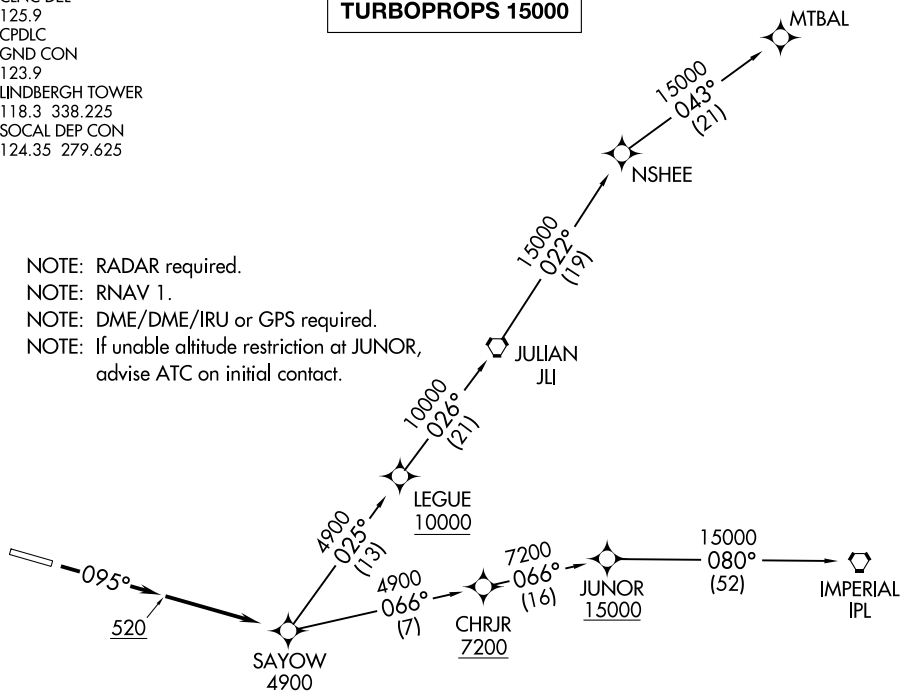 125.9
CPDLC
GND CON
123.9
LINDBERGH TOWER
118.3 338.225
SOCAL DEP CON
124.35 279.625
TURBOPROPS 15000
MTBAL
15000
043°
(21)
NSHEE
15000
022°
(19)
NOTE: RADAR required.
NOTE: RNAV 1.
NOTE: DME/DME/IRU or GPS required.
NOTE: If unable altitude restriction at JUNOR,
advise ATC on initial contact.
JULIAN
JLI
10000
026°
(21)
LEGUE
10000
4900
025°
(13)
095°
520
SAYOW
4900
4900
066°
(7)
CHRJR
7200
7200
066°
(16)
JUNOR
15000
15000
080°
(52)
IMPERIAL
IPL